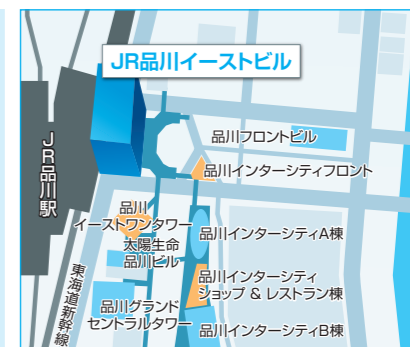 JR品川イーストビル
JR品川駅
品川フロントビル
品川インターシティフロント
品川
イーストワンタワー
太陽生命
品川ビル
品川インターシティA棟
品川インターシティ
ショップ & レストラン棟
品川グランド
セントラルタワー
品川インターシティB棟
東海道新幹線